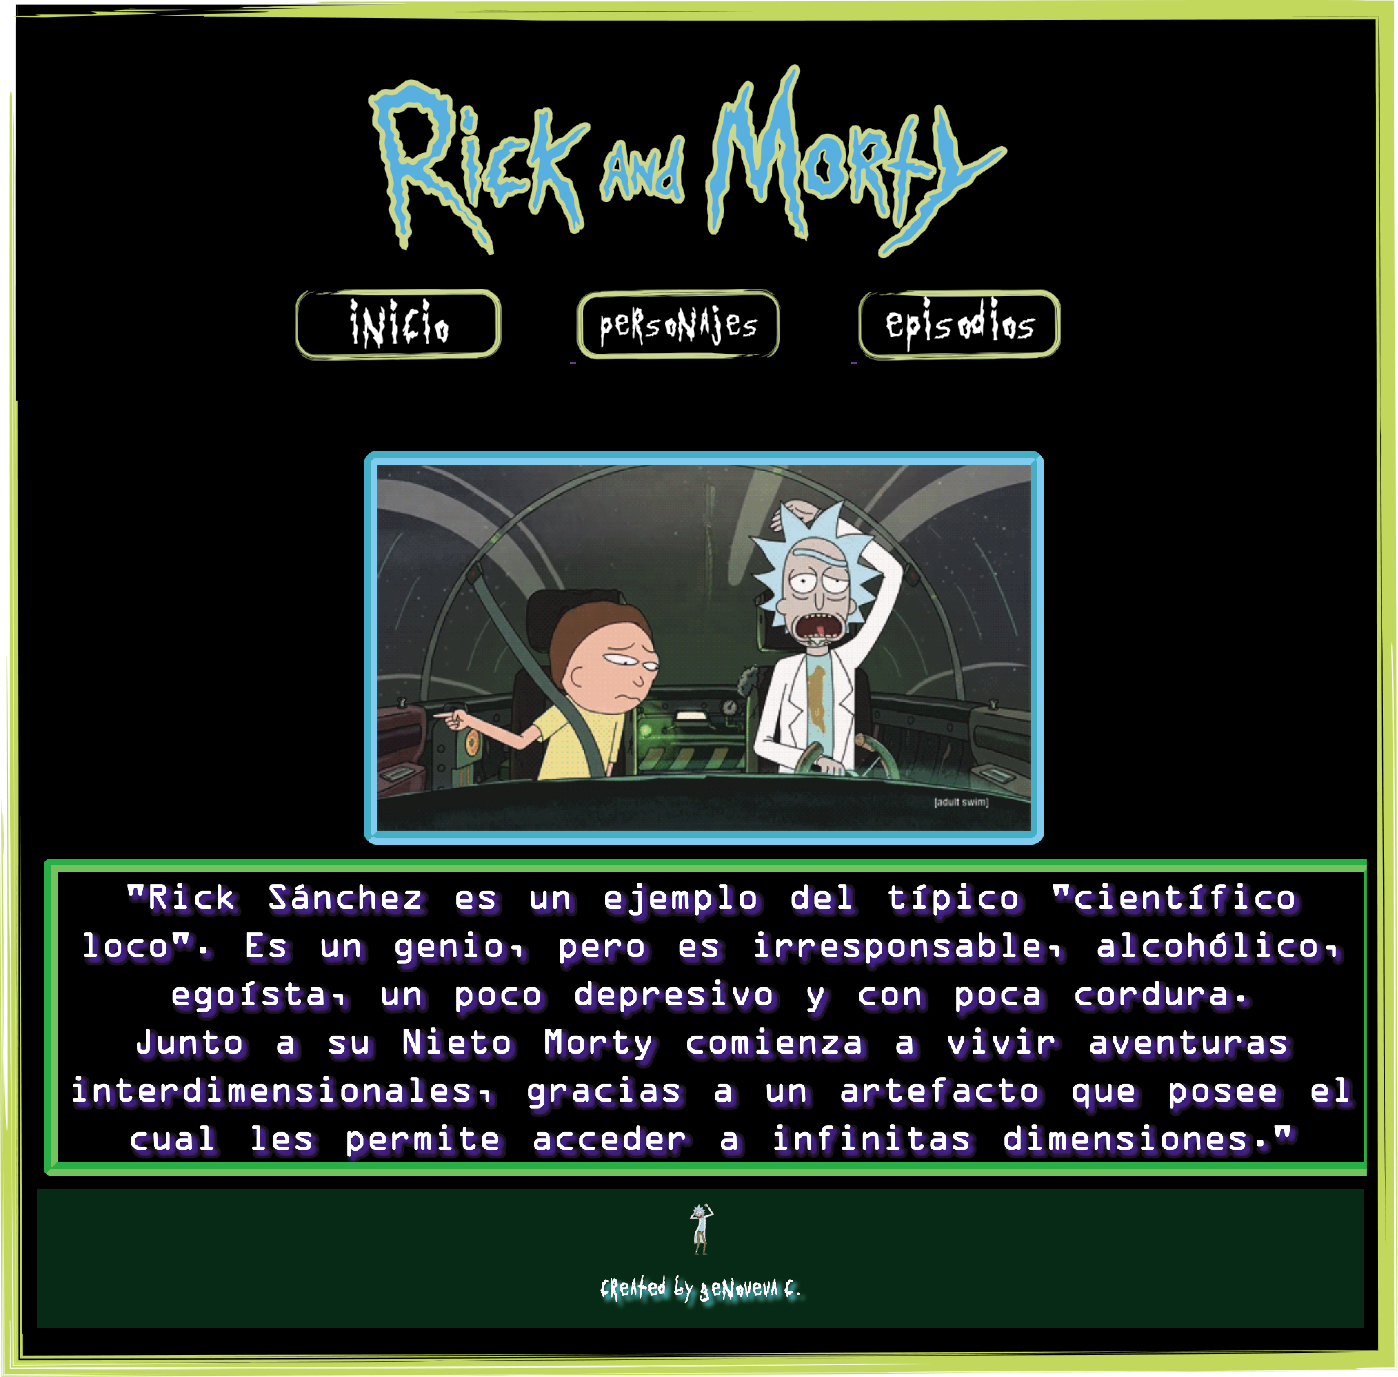 Rick and Morty
iNiCio
peRsoNAjes
episodios
[adult swim]
"Rick Sánchez es un ejemplo del típico "científico
loco". Es un genio, pero es irresponsable, alcohólico,
egoísta, un poco depresivo y con poca cordura.
Junto a su Nieto Morty comienza a vivir aventuras
interdimensionales, gracias a un artefacto que posee el
cual les permite acceder a infinitas dimensiones."
CReAted by geNoveva C.